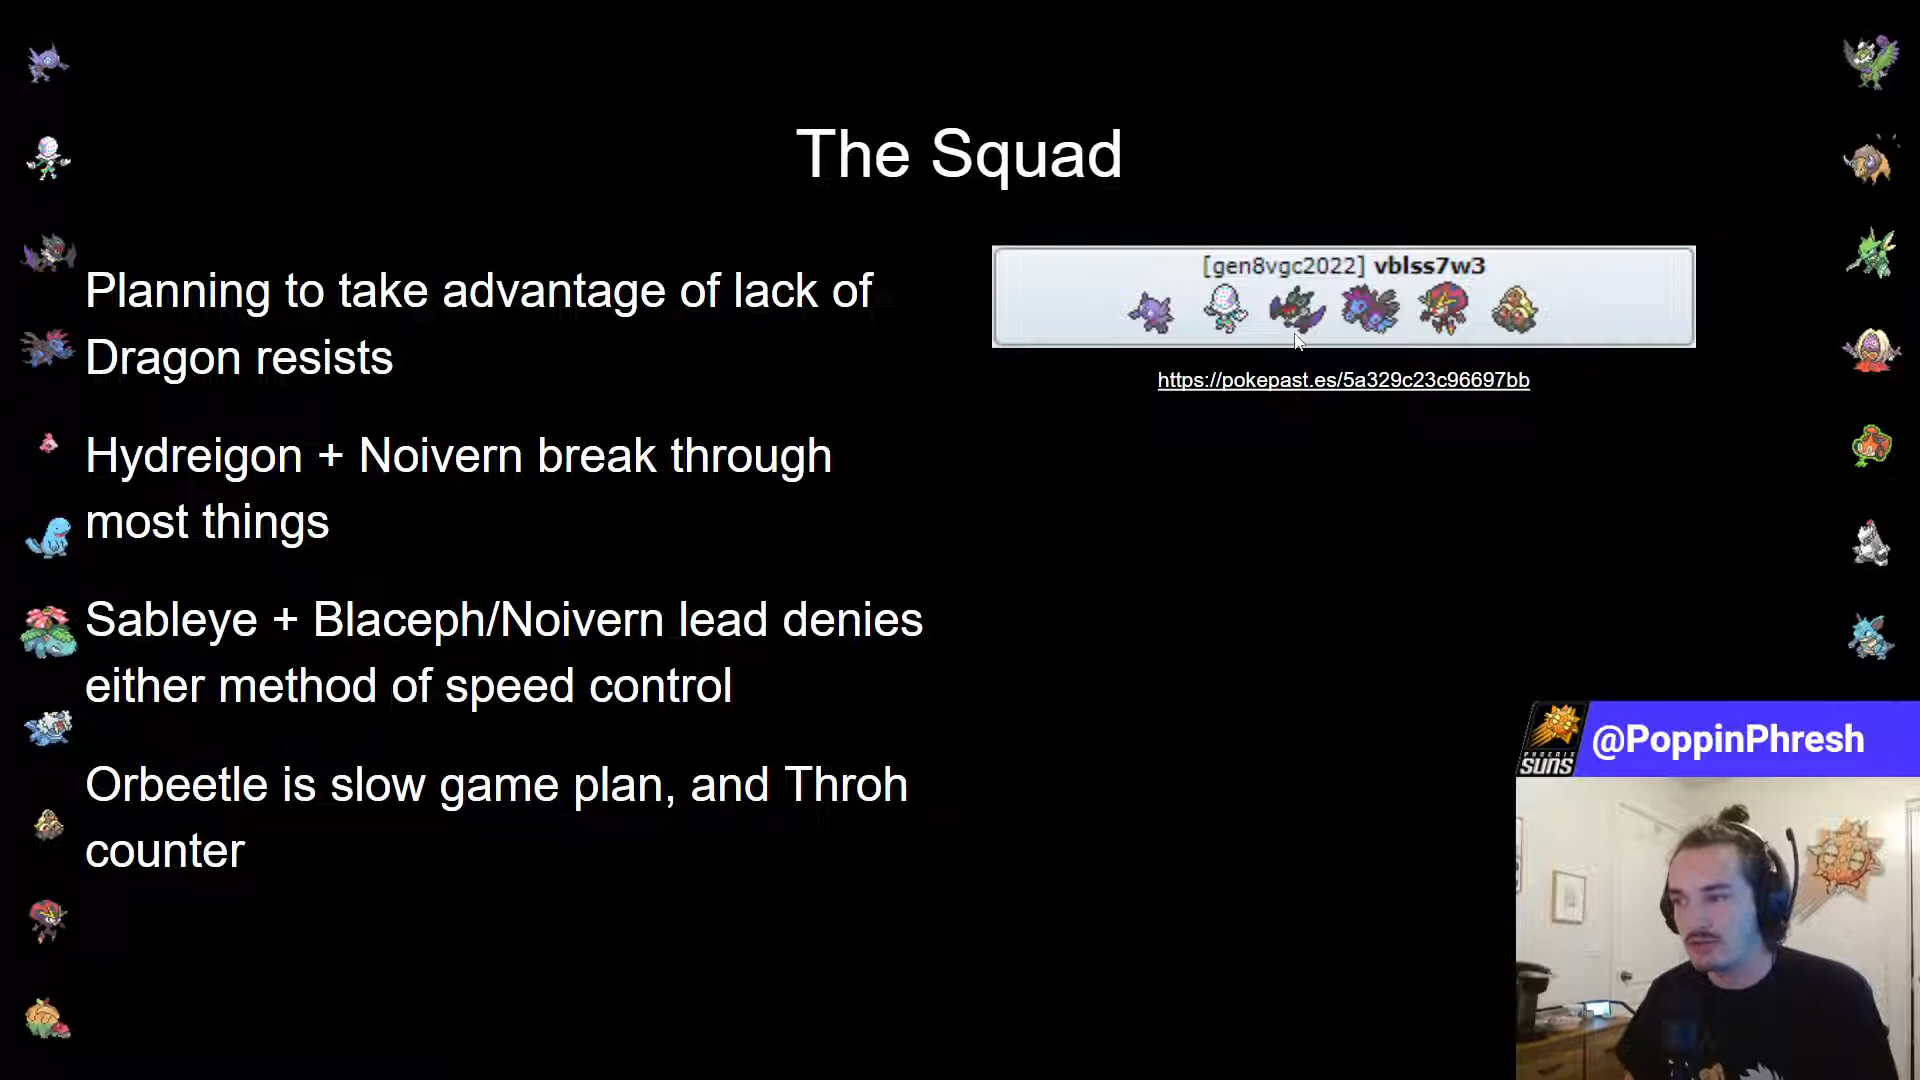 The Squad
Planning to take advantage of lack of
Dragon resists
Hydreigon + Noivern break through
most things
Sableye + Blaceph/Noivern lead denies
either method of speed control
Orbeetle is slow game plan, and Throh
counter
[gen8vgc2022] vblss7w3
https://pokepast.es/5a329c23c96697bb
PHOENIX
SUNS
@PoppinPhresh